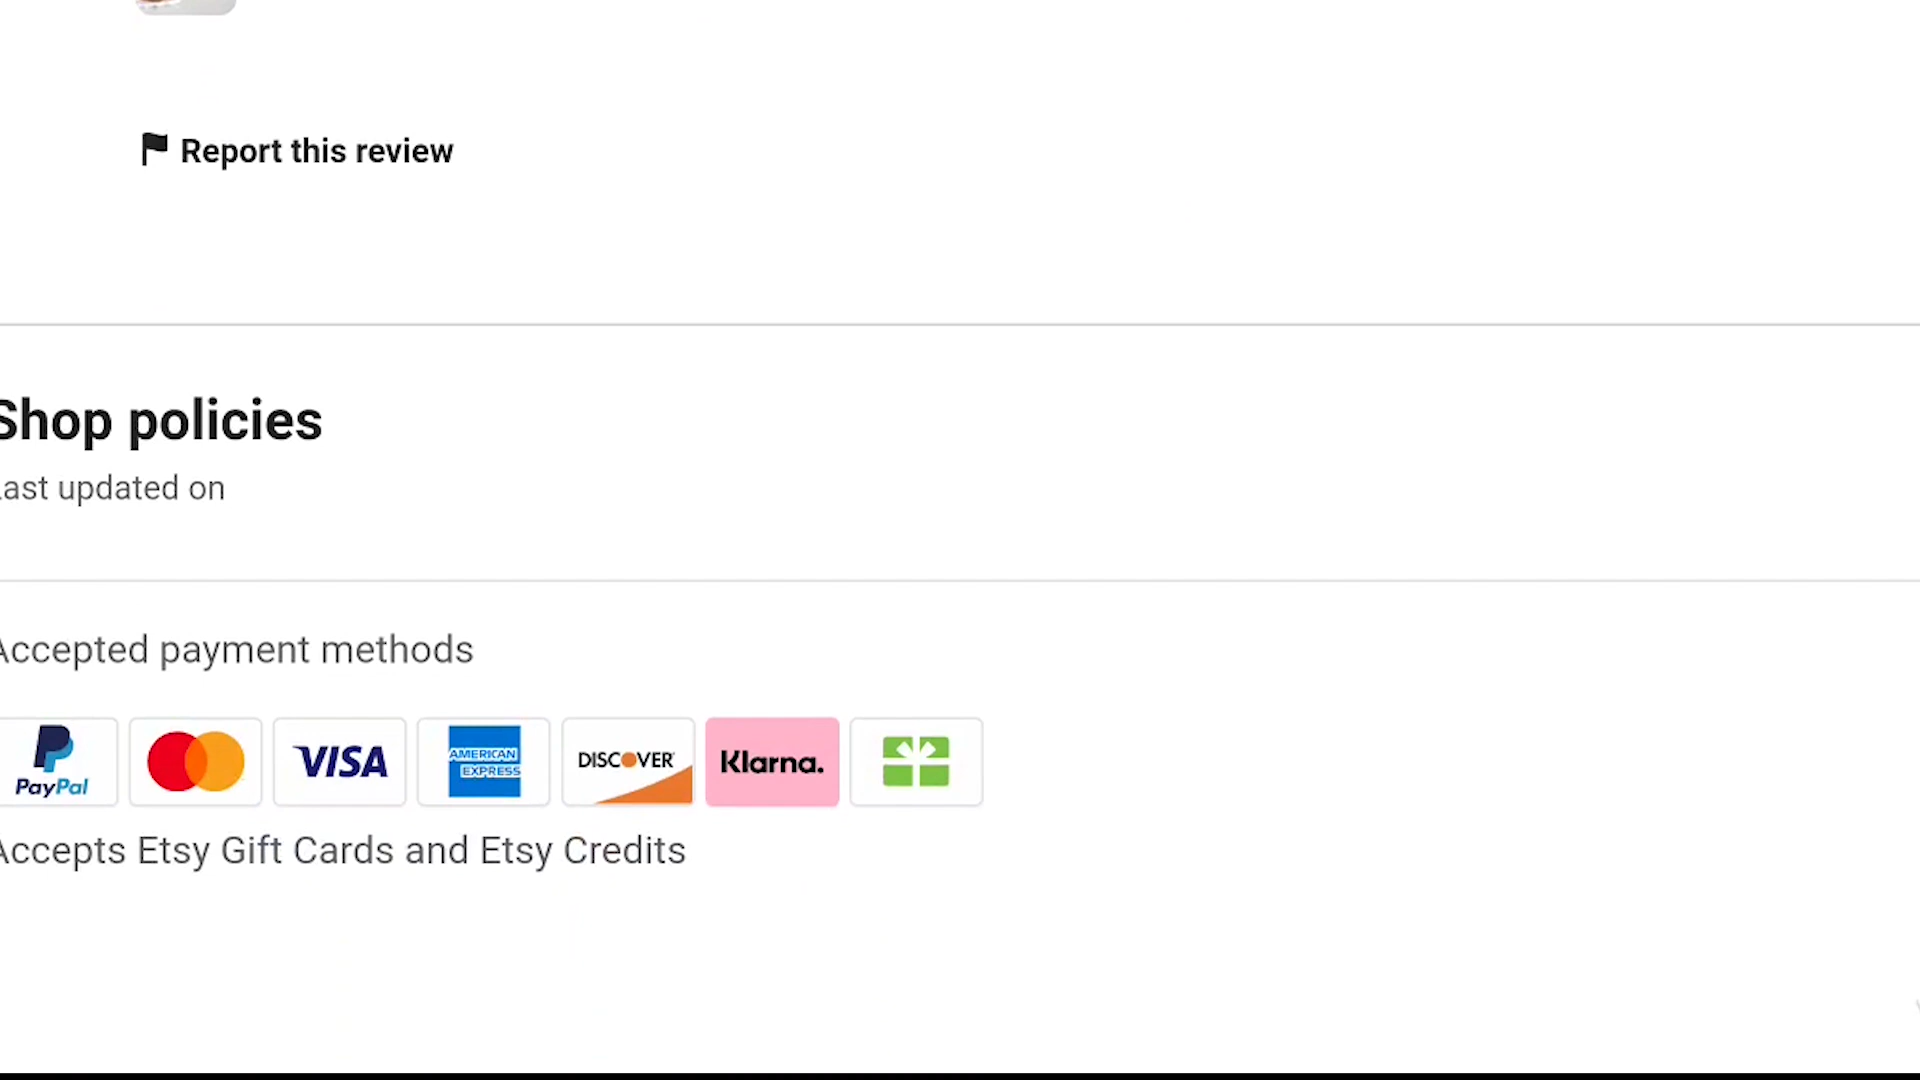 Report this review
Shop policies
Last updated on
Accepted payment methods
PayPal VISA AMERICAN EXPRESS DISCOVER Klarna.
Accepts Etsy Gift Cards and Etsy Credits